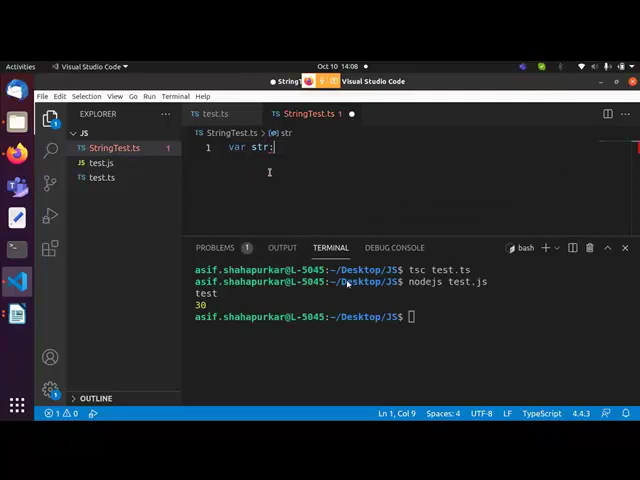 Activities
Visual Studio Code
Oct 10 14:08
StringT
Visual Studio Code
File Edit Selection View Go Run Terminal Help
EXPLORER
test.ts
StringTest.ts 1
JS
StringTest.ts 1
test.js
test.ts
OUTLINE
StringTest.ts > str
1 var str:
PROBLEMS 1 OUTPUT TERMINAL DEBUG CONSOLE
bash
asif.shahapurkar@L-5045:~/Desktop/JS$ tsc test.ts
asif.shahapurkar@L-5045:~/Desktop/JS$ nodejs test.js
test
30
asif.shahapurkar@L-5045:~/Desktop/JS$
1 0
Ln 1, Col 9 Spaces: 4 UTF-8 LF TypeScript 4.4.3